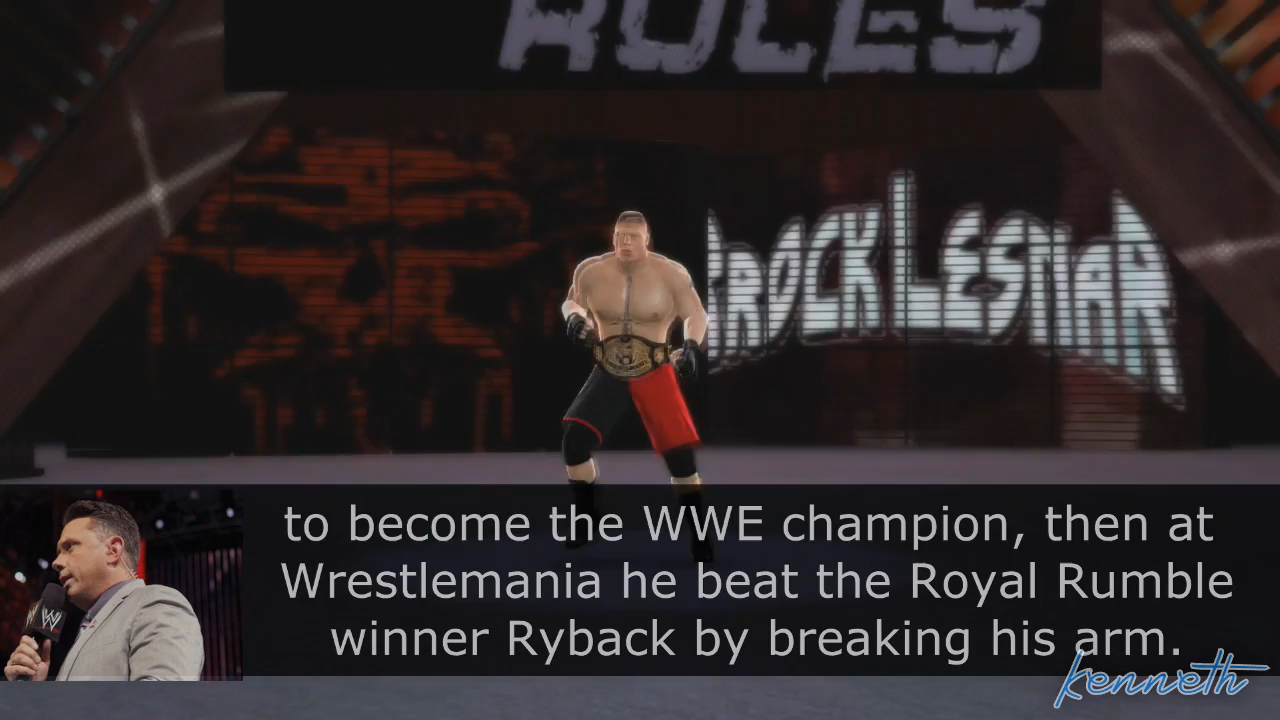 RULES
BROCK LESNAR
to become the WWE champion, then at
Wrestlemania he beat the Royal Rumble
winner Ryback by breaking his arm.
kenneth